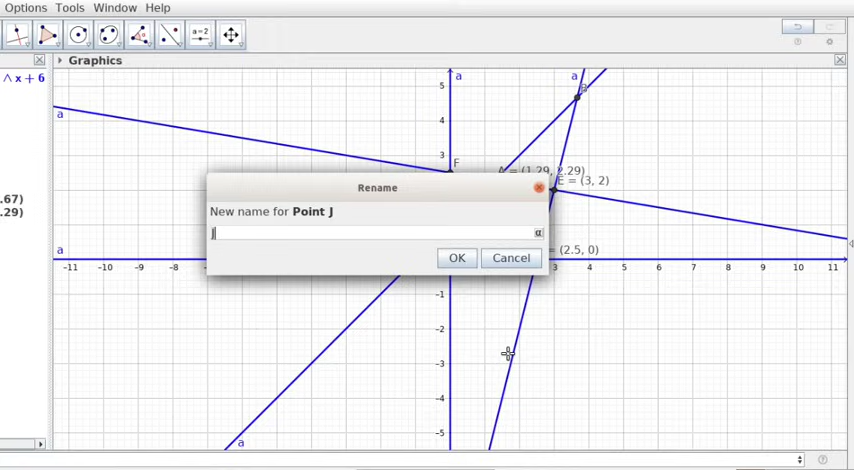 Options Tools Window Help
a=2
Graphics
∧ x + 6
.67)
.29)
a
a
a
5
4
3
F
A = (1.29, 2.29)
E = (3, 2)
Rename
New name for Point J
J
α
OK Cancel
a
= (2.5, 0)
-11 -10 -9 -8 3 4 5 6 7 8 9 10 11
-1
-2
-3
-4
-5
a